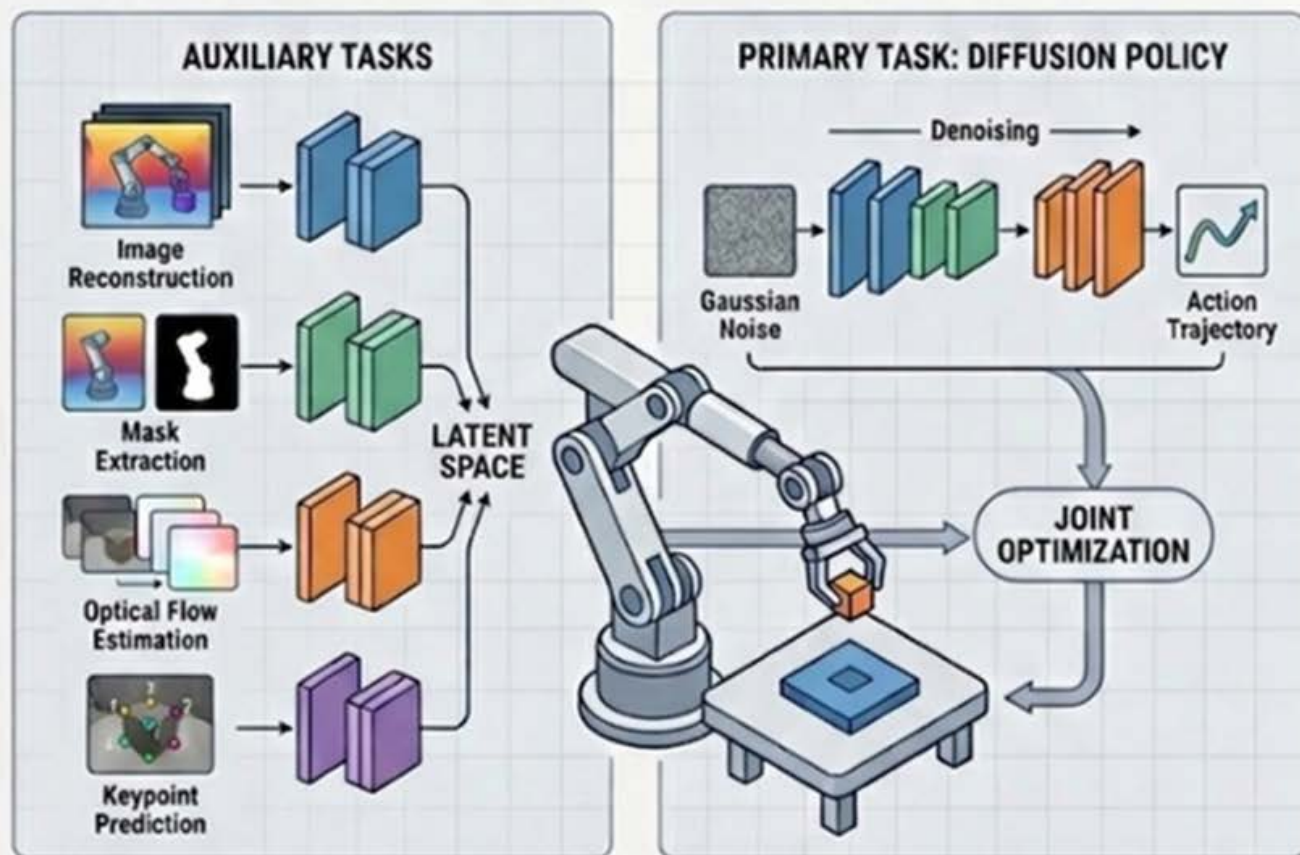 AUXILIARY TASKS
Image
Reconstruction
Mask
Extraction
Optical Flow
Estimation
Keypoint
Prediction
LATENT
SPACE
PRIMARY TASK: DIFFUSION POLICY
Denoising
Gaussian
Noise
Action
Trajectory
JOINT
OPTIMIZATION